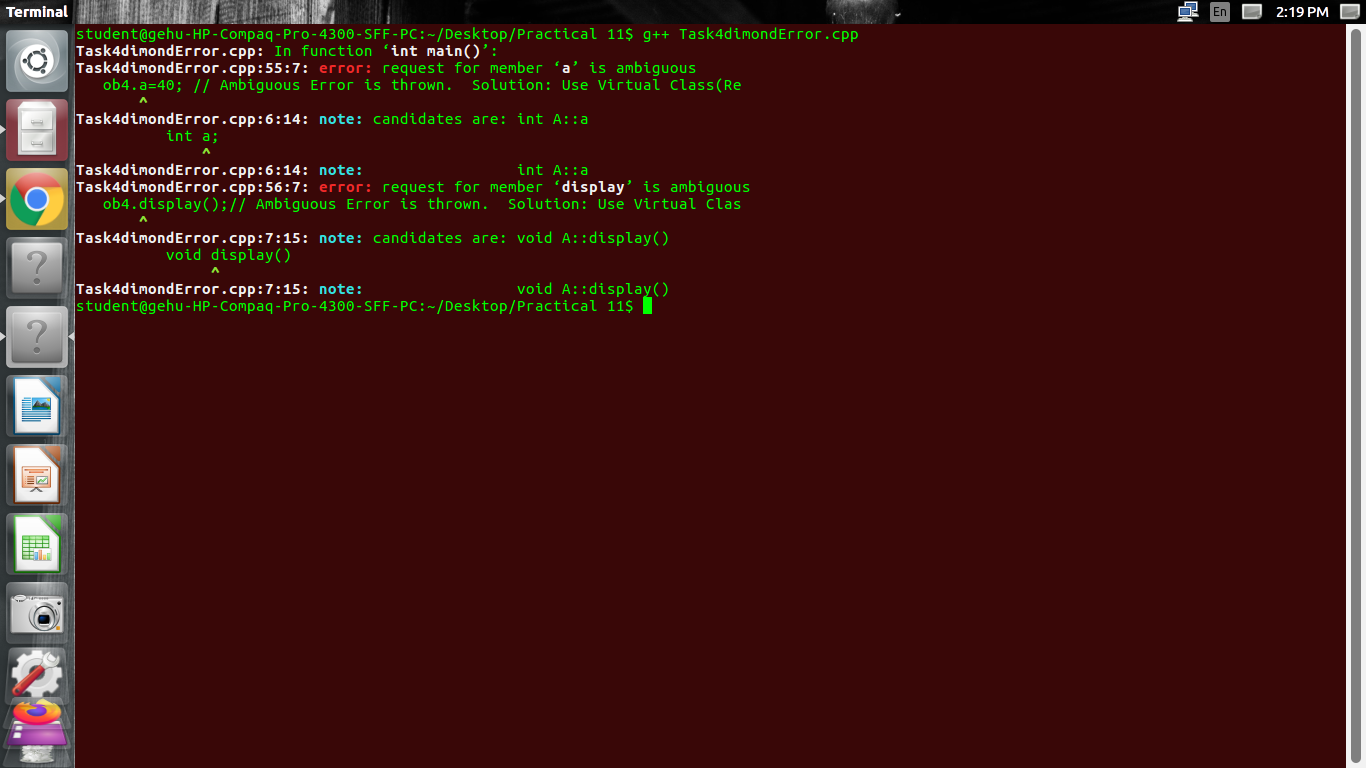 Terminal
En
2:19 PM
student@gehu-HP-Compaq-Pro-4300-SFF-PC:~/Desktop/Practical 11$ g++ Task4dimondError.cpp
Task4dimondError.cpp: In function ‘int main()’:
Task4dimondError.cpp:55:7: error: request for member ‘a’ is ambiguous
   ob4.a=40; // Ambiguous Error is thrown.  Solution: Use Virtual Class(Re
       ^
Task4dimondError.cpp:6:14: note: candidates are: int A::a
          int a;
              ^
Task4dimondError.cpp:6:14: note:                 int A::a
Task4dimondError.cpp:56:7: error: request for member ‘display’ is ambiguous
   ob4.display();// Ambiguous Error is thrown.  Solution: Use Virtual Clas
       ^
Task4dimondError.cpp:7:15: note: candidates are: void A::display()
          void display()
               ^
Task4dimondError.cpp:7:15: note:                 void A::display()
student@gehu-HP-Compaq-Pro-4300-SFF-PC:~/Desktop/Practical 11$